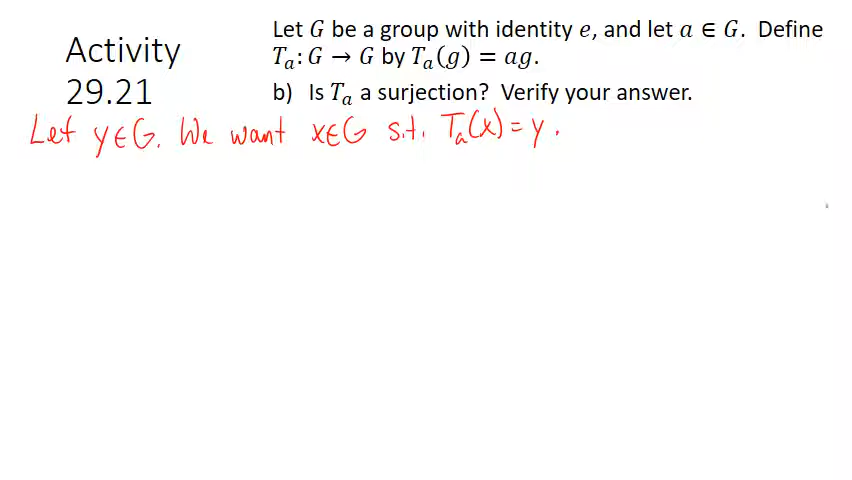 Activity
29.21
Let G be a group with identity e, and let a ∈ G. Define
Tₐ: G → G by Tₐ(g) = ag.
b) Is Tₐ a surjection? Verify your answer.
Let y∈G. We want x∈G s.t. Tₐ(x)=y.